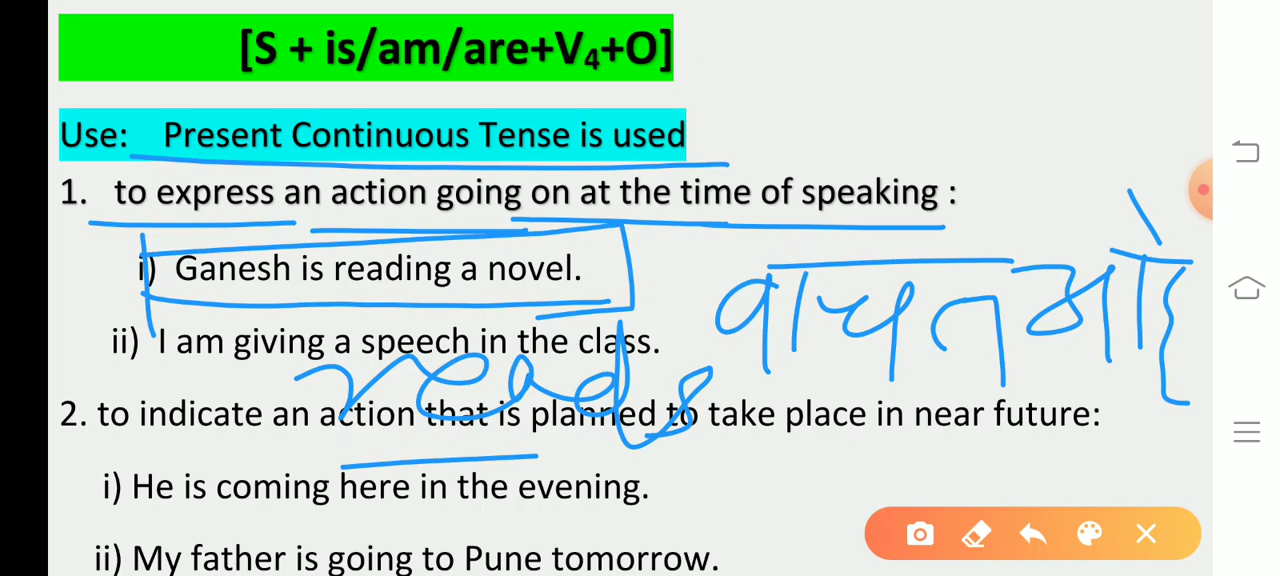 [S + is/am/are+V₄+O]
Use: Present Continuous Tense is used
1. to express an action going on at the time of speaking :
i) Ganesh is reading a novel.
ii) I am giving a speech in the class.
reads
2. to indicate an action that is planned to take place in near future:
i) He is coming here in the evening.
ii) My father is going to Pune tomorrow.